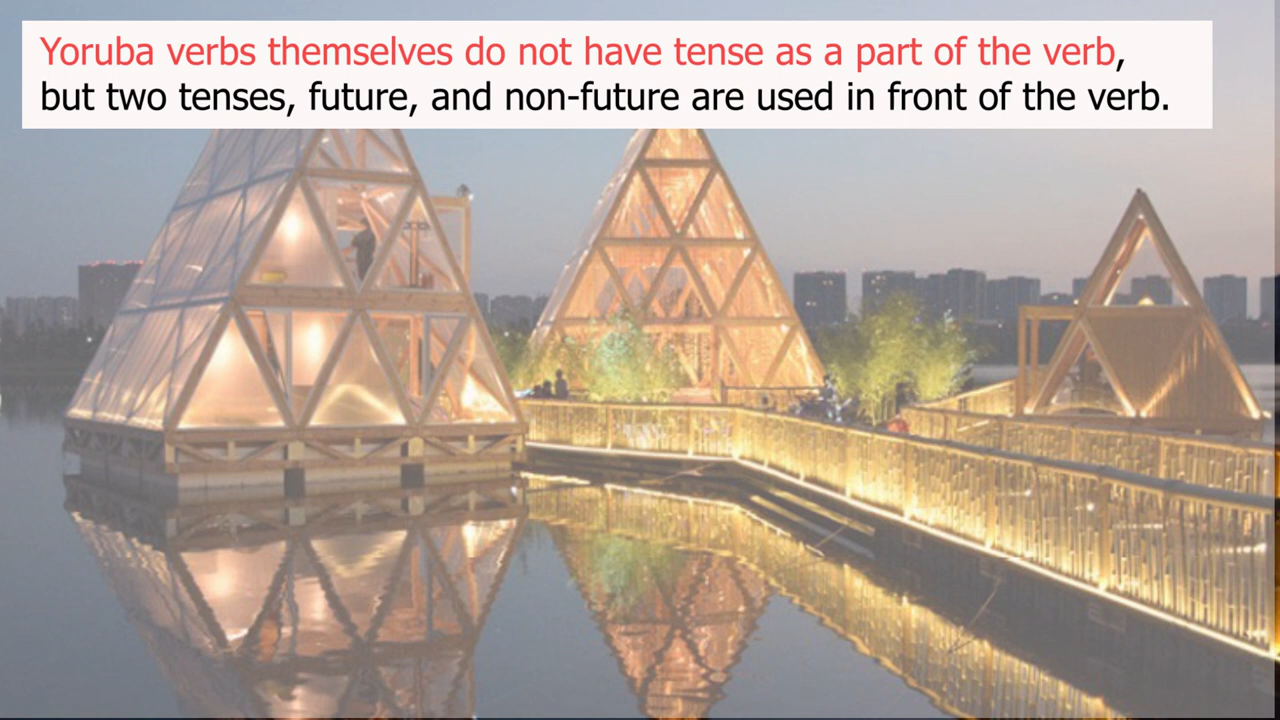 Yoruba verbs themselves do not have tense as a part of the verb,
but two tenses, future, and non-future are used in front of the verb.